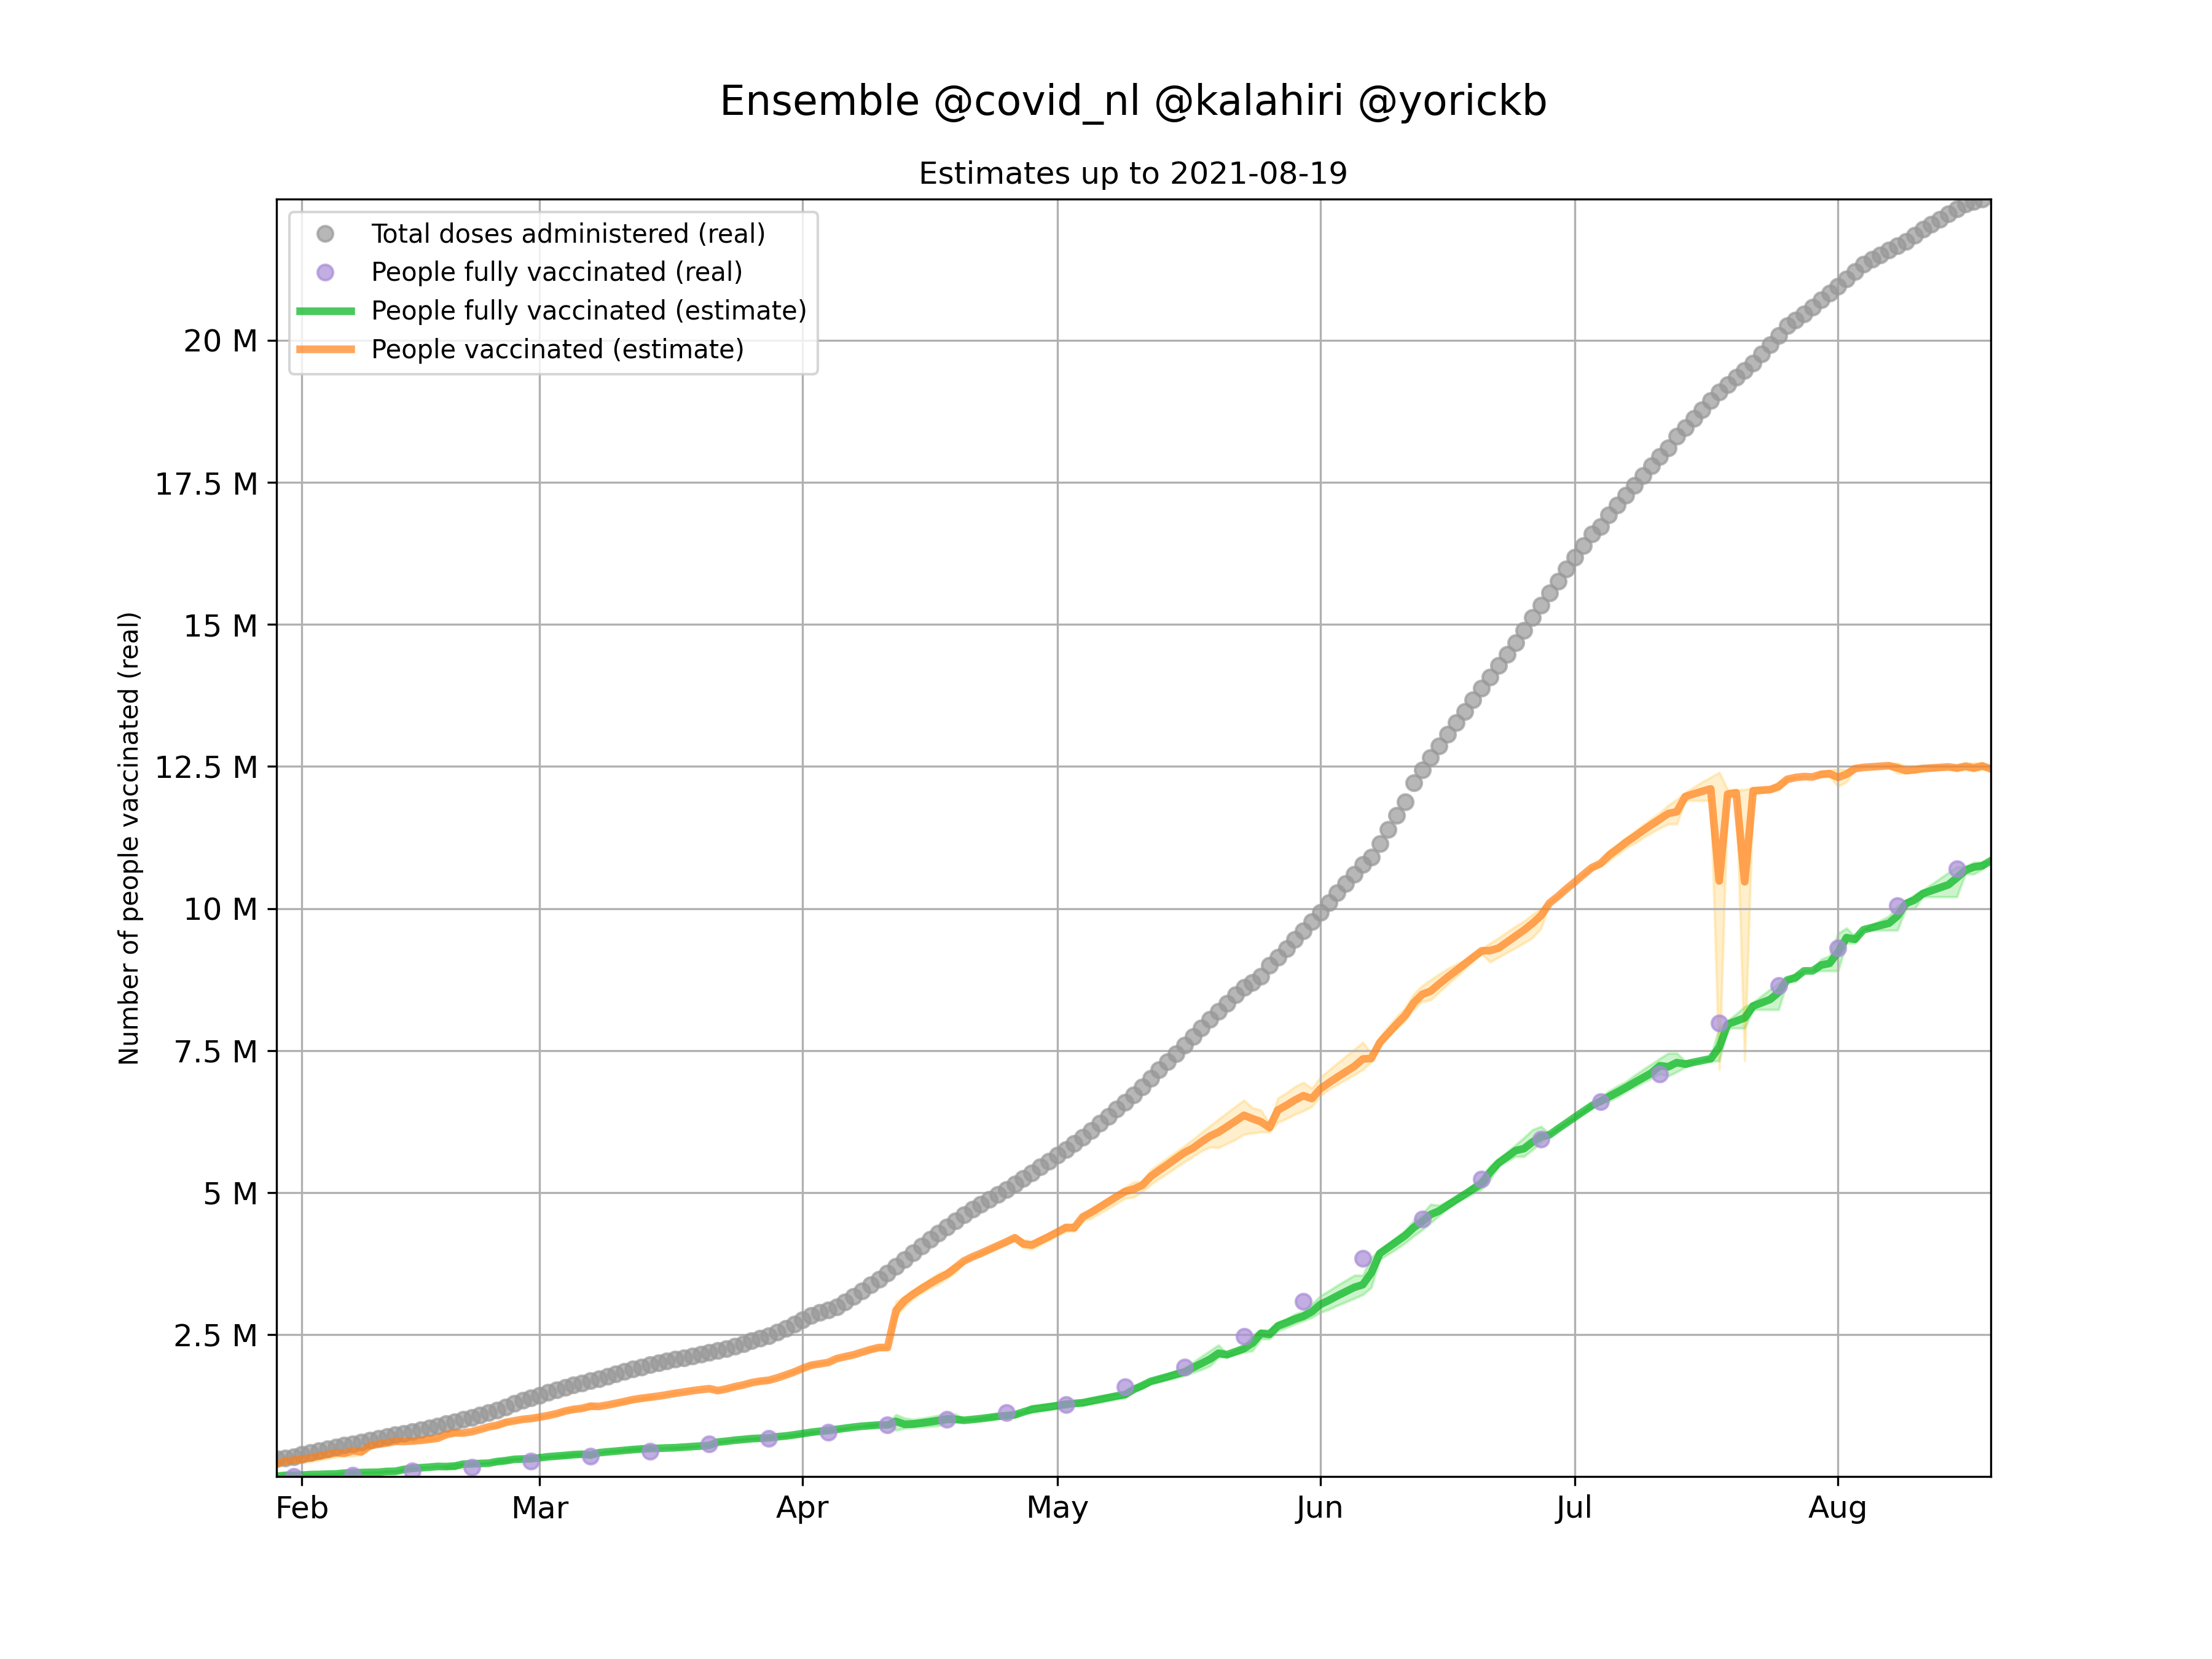 Ensemble @covid_nl @kalahiri @yorickb
Estimates up to 2021-08-19
Total doses administered (real)
People fully vaccinated (real)
People fully vaccinated (estimate)
People vaccinated (estimate)
20 M
17.5 M
15 M
12.5 M
10 M
7.5 M
5 M
2.5 M
Number of people vaccinated (real)
Feb Mar Apr May Jun Jul Aug